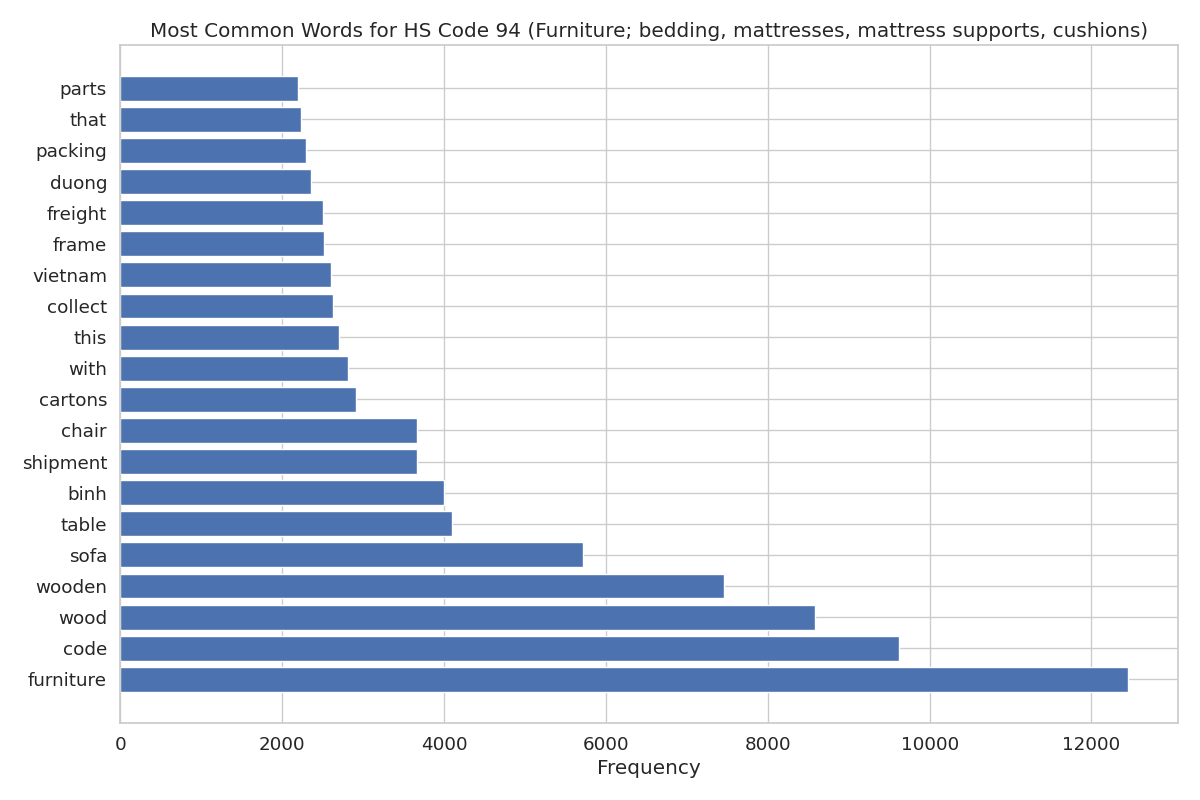 Most Common Words for HS Code 94 (Furniture; bedding, mattresses, mattress supports, cushions)
parts
that
packing
duong
freight
frame
vietnam
collect
this
with
cartons
chair
shipment
binh
table
sofa
wooden
wood
code
furniture
0 2000 4000 6000 8000 10000 12000
Frequency